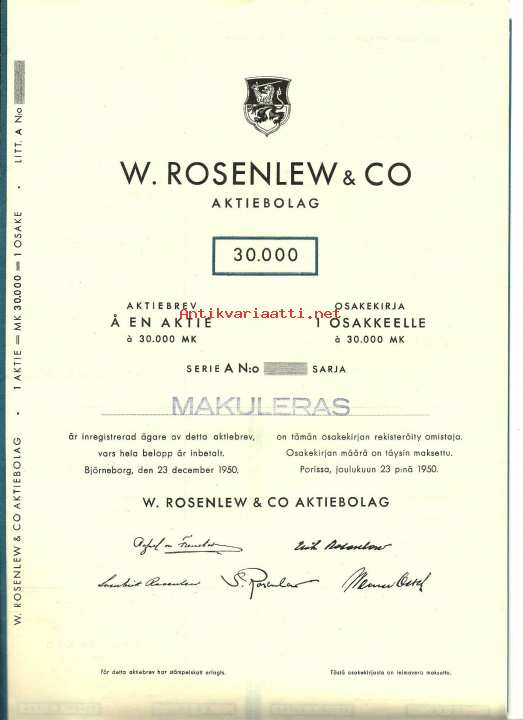 W. ROSENLEW & CO
AKTIEBOLAG
30.000
AKTIEBREV
Å EN AKTIE
à 30.000 MK
OSAKEKIRJA
1 OSAKKEELLE
à 30.000 MK
Antikvariaatti.net
SERIE A N:o SARJA
MAKULERAS
är inregistrerad ägare av detta aktiebrev,
vars hela belopp är inbetalt.
Björneborg, den 23 december 1950.
on tämän osakekirjan rekisteröity omistaja.
Osakekirjan määrä on täysin maksettu.
Porissa, joulukuun 23 p:nä 1950.
W. ROSENLEW & CO AKTIEBOLAG
Erik Rosenlew
S. Rosenlew
För detta aktiebrev har stämpelskatt erlagts.
Tästä osakekirjasta on leimavero maksettu.
W. ROSENLEW & CO AKTIEBOLAG • 1 AKTIE = MK 30.000 = 1 OSAKE • LITT. A N:o